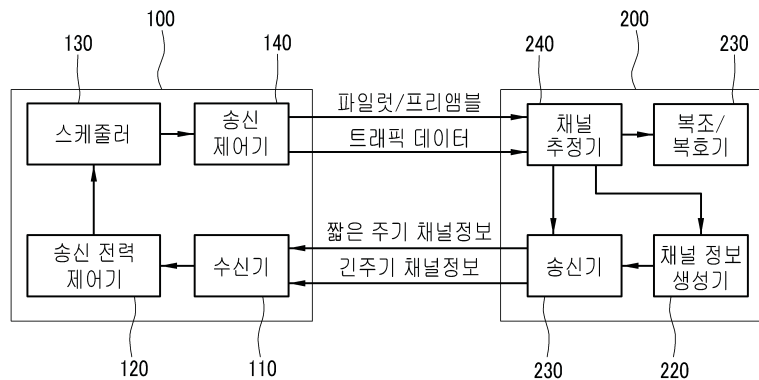 100
200
130
140
240
230
스케줄러
송신
제어기
파일럿/프리앰블
트래픽 데이터
채널
추정기
복조/
복호기
송신 전력
제어기
수신기
짧은 주기 채널정보
긴주기 채널정보
송신기
채널 정보
생성기
120
110
230
220